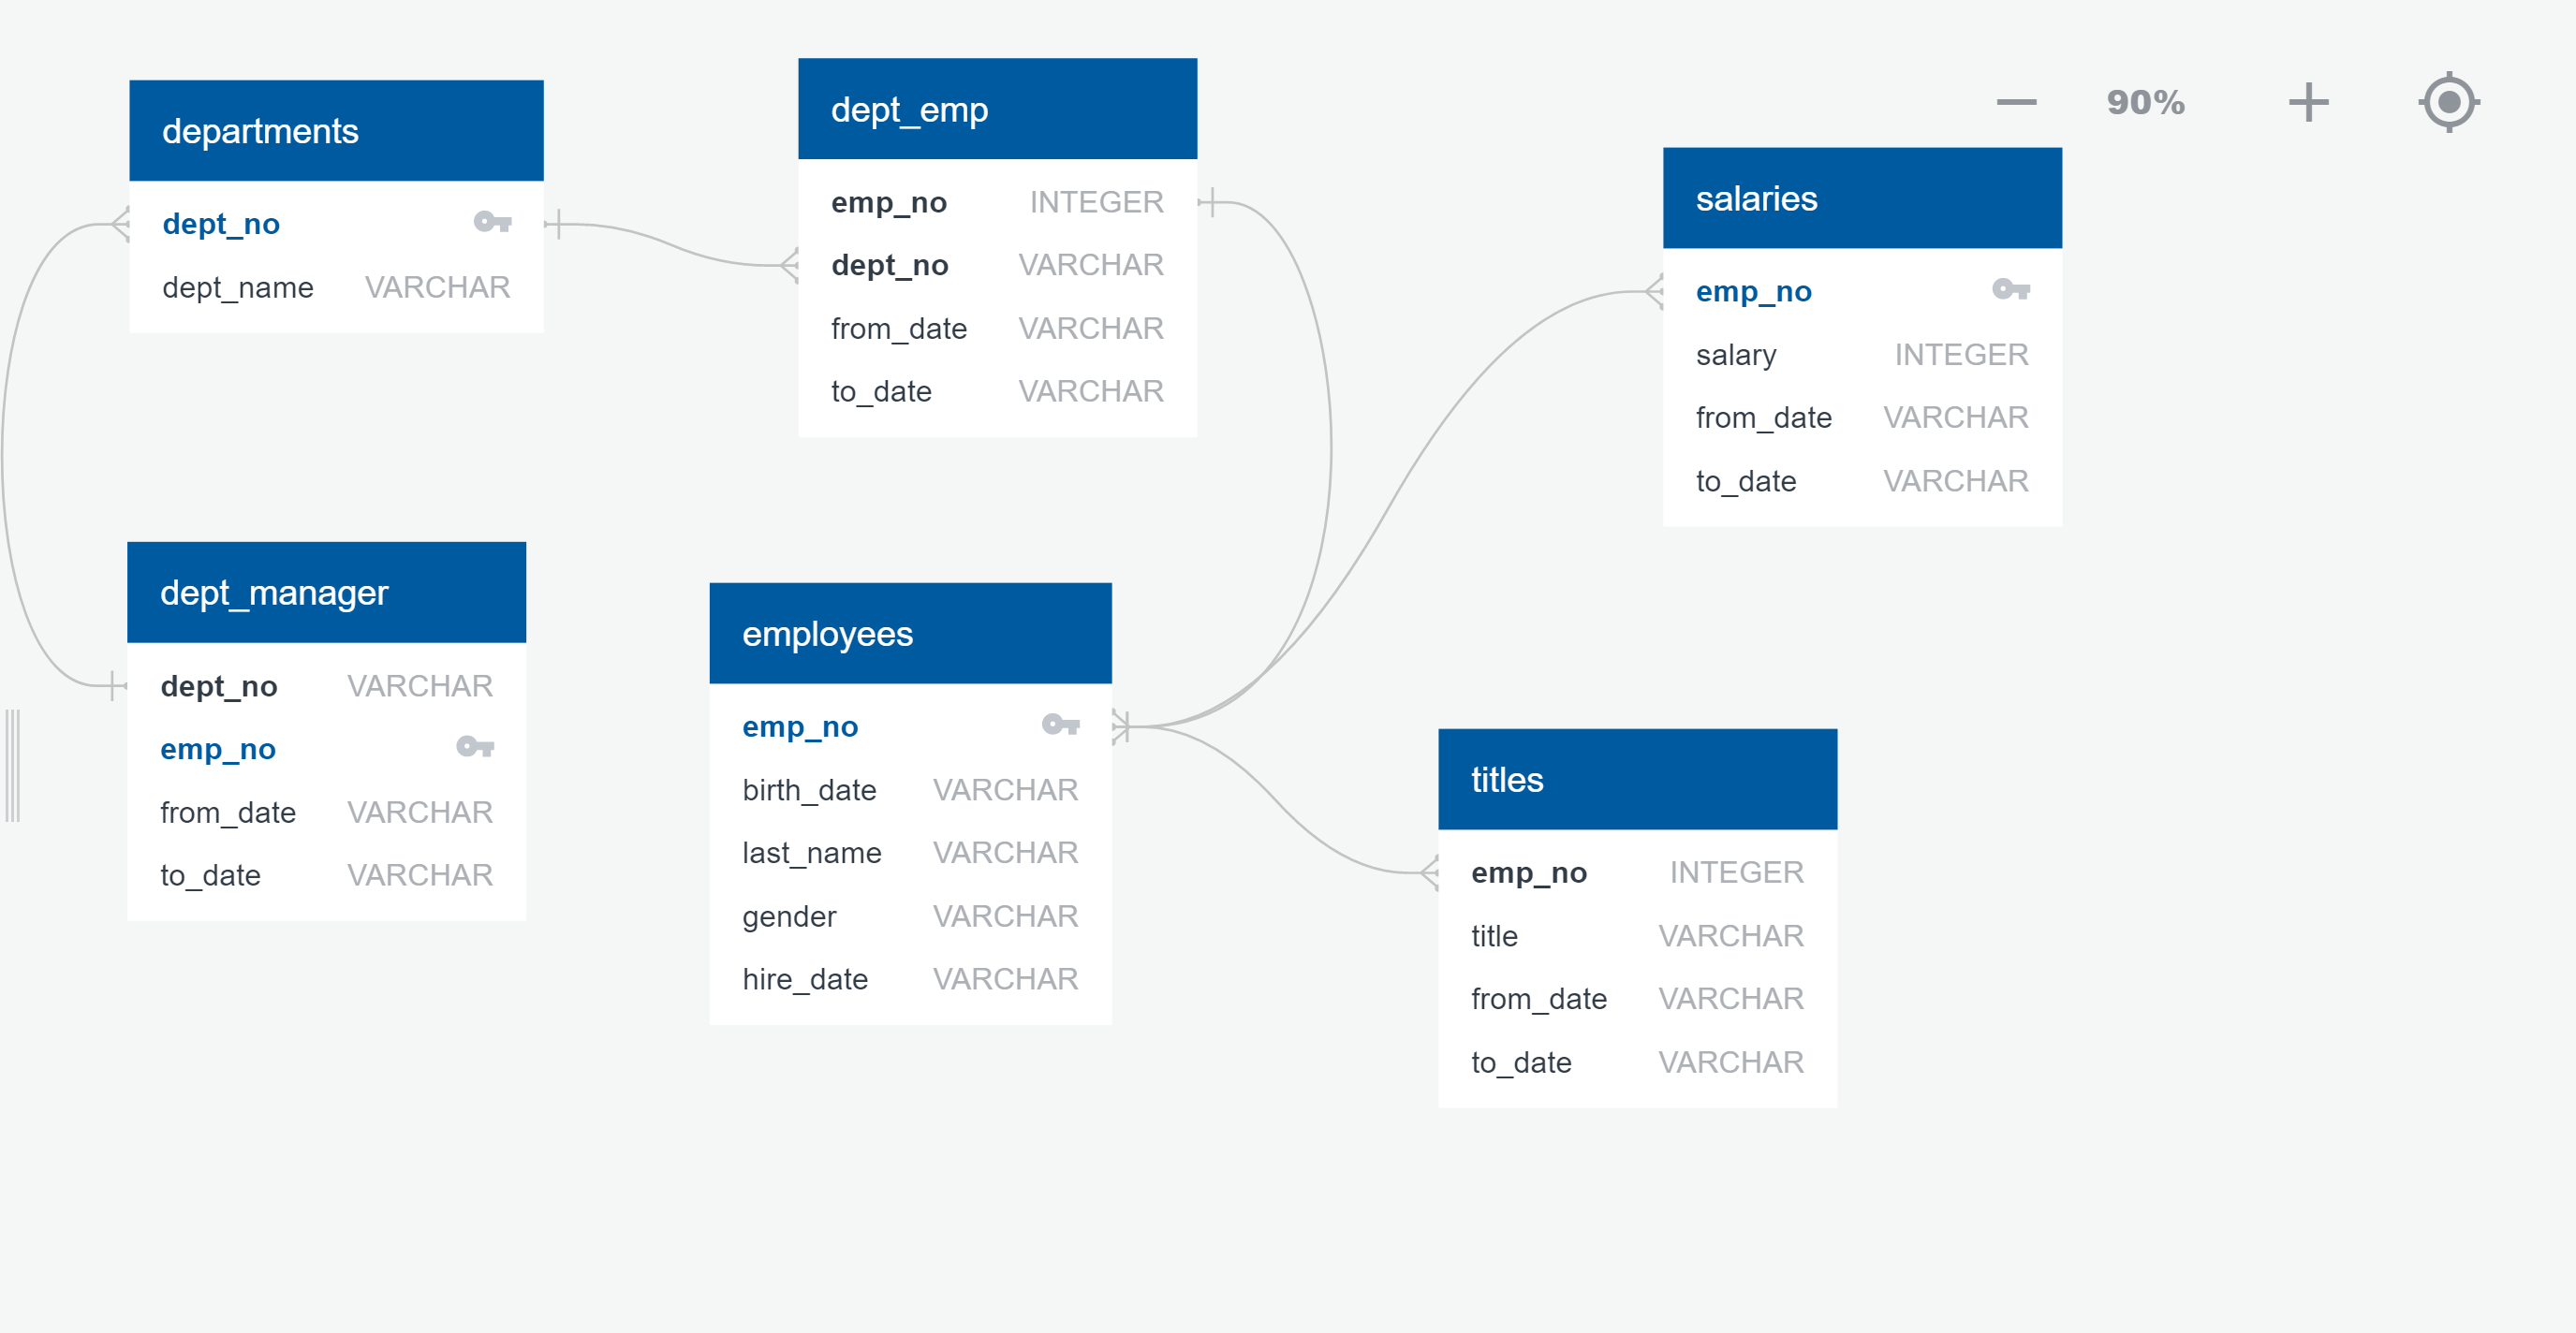 90%
departments
dept_no
dept_name VARCHAR
dept_emp
emp_no INTEGER
dept_no VARCHAR
from_date VARCHAR
to_date VARCHAR
salaries
emp_no
salary INTEGER
from_date VARCHAR
to_date VARCHAR
dept_manager
dept_no VARCHAR
emp_no
from_date VARCHAR
to_date VARCHAR
employees
emp_no
birth_date VARCHAR
last_name VARCHAR
gender VARCHAR
hire_date VARCHAR
titles
emp_no INTEGER
title VARCHAR
from_date VARCHAR
to_date VARCHAR